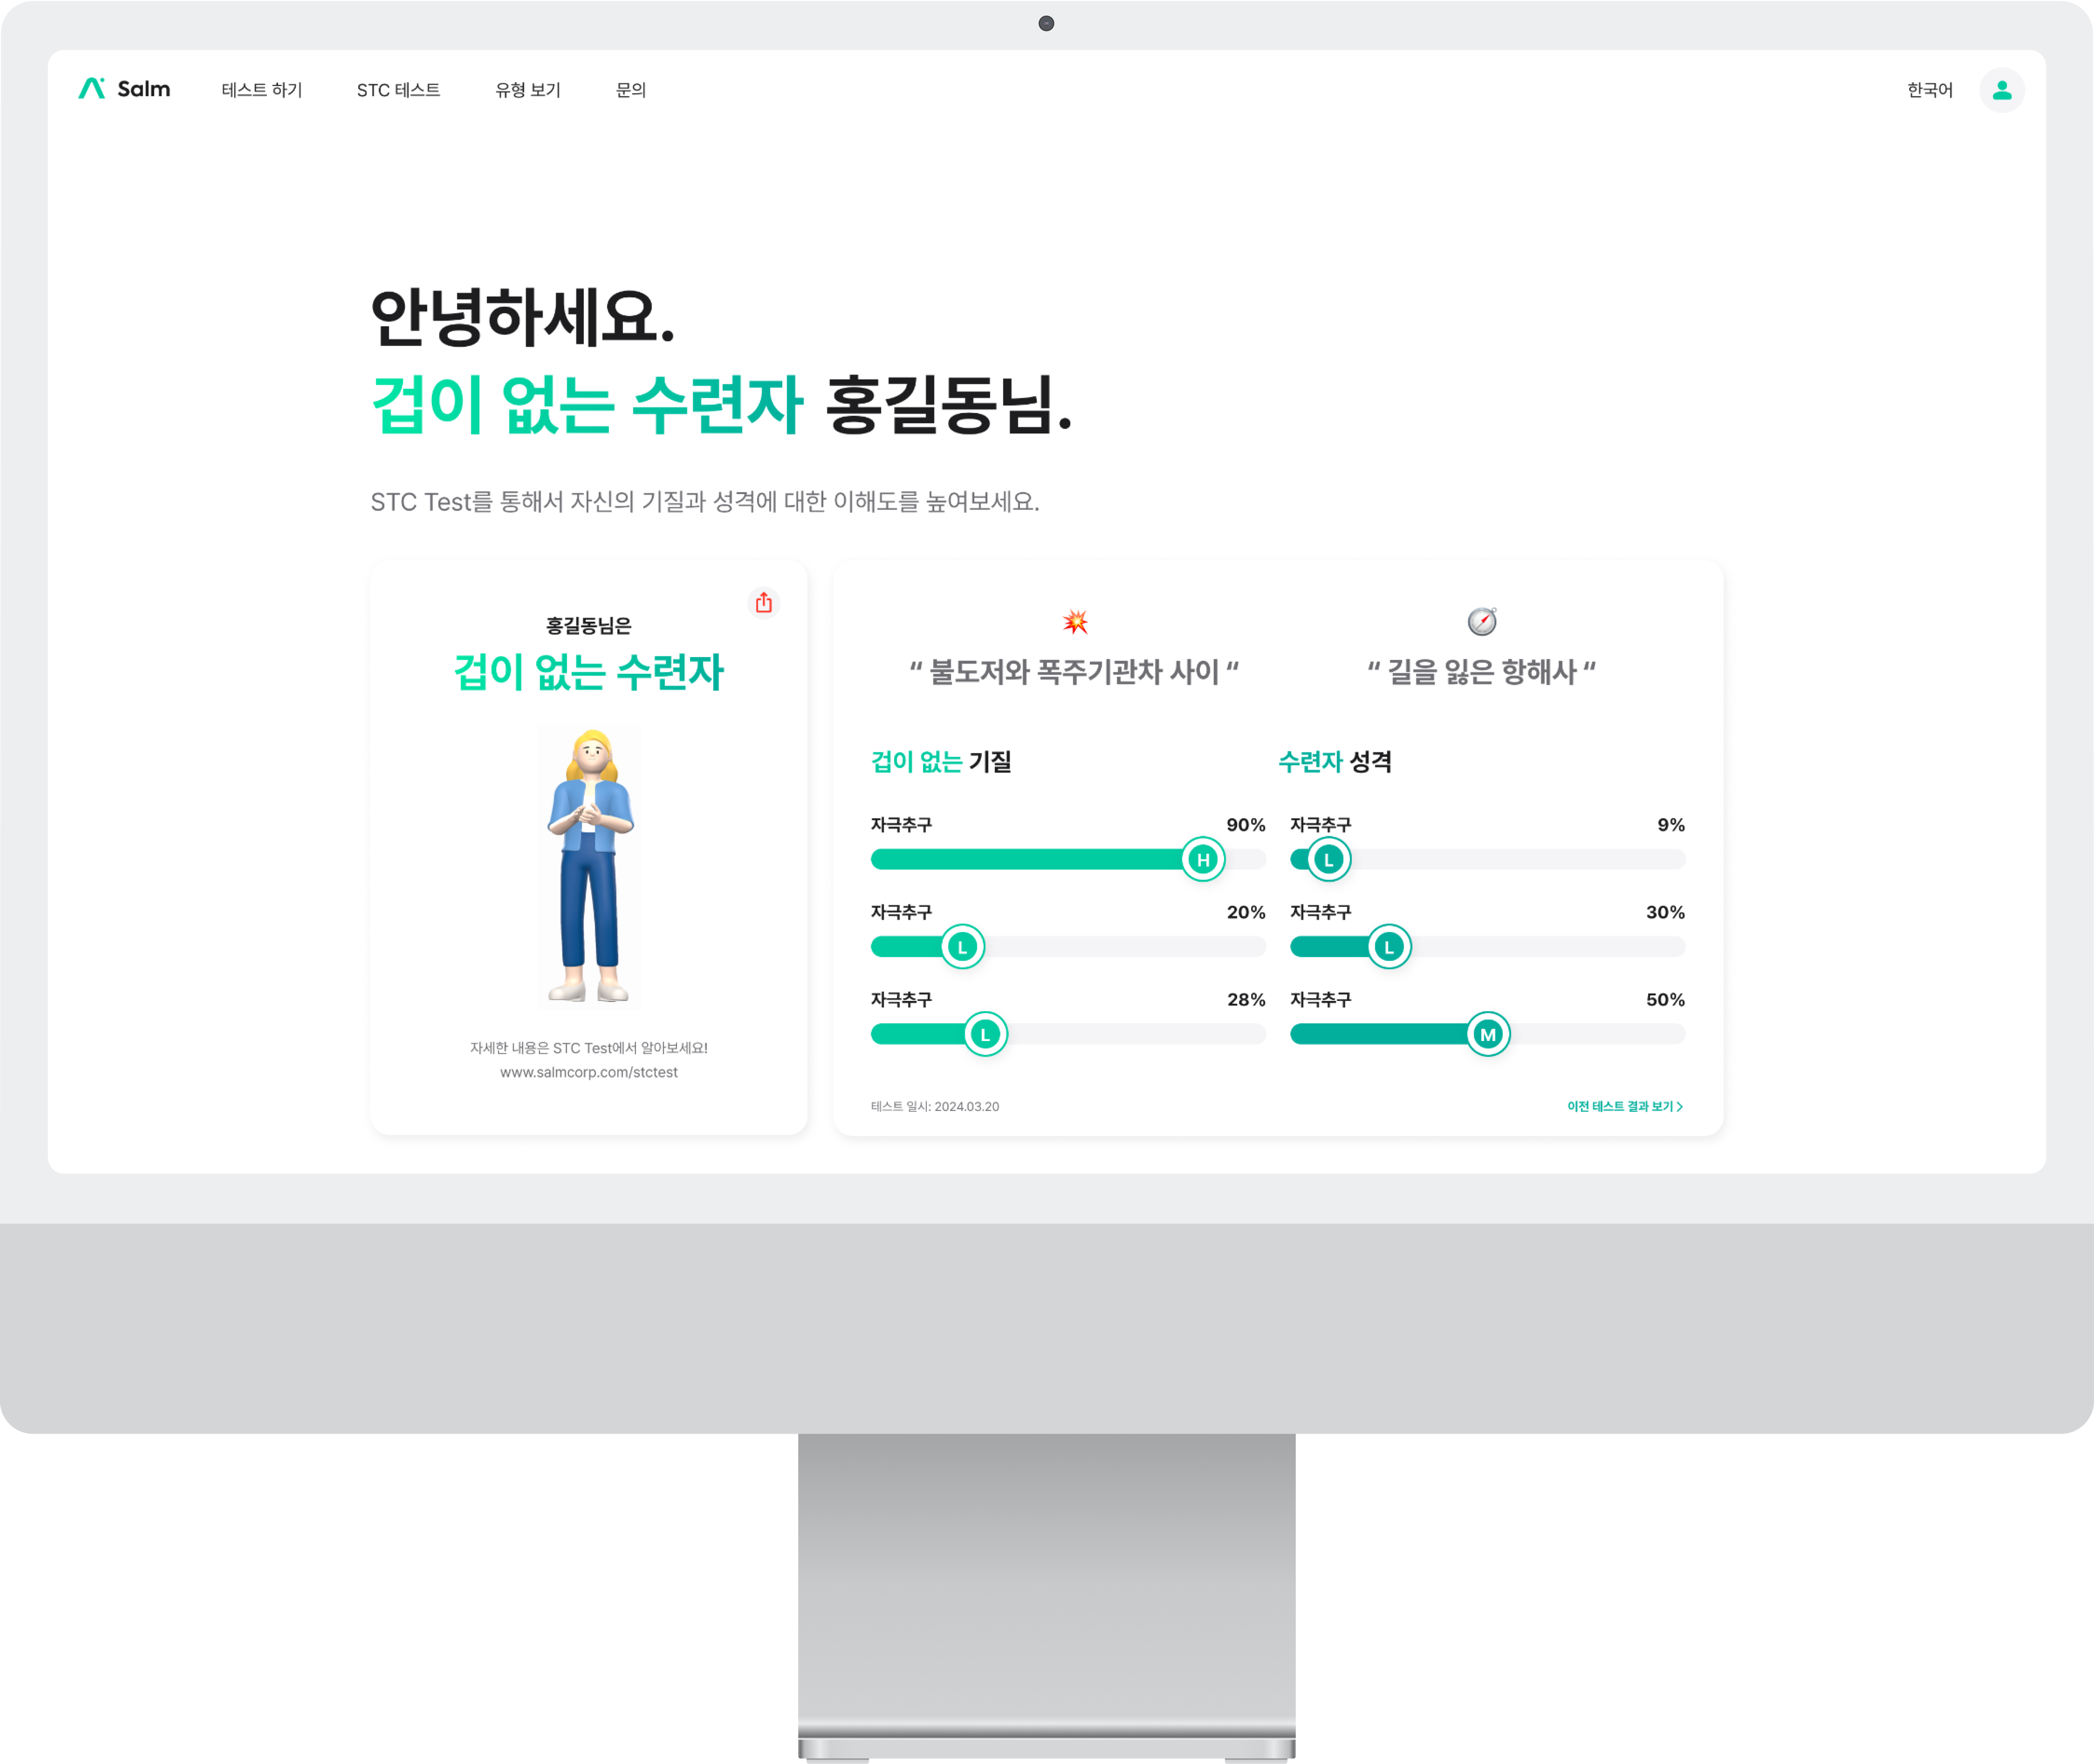 Salm 테스트 하기 STC 테스트 유형 보기 문의 한국어
안녕하세요.
겁이 없는 수련자 홍길동님.
STC Test를 통해서 자신의 기질과 성격에 대한 이해도를 높여보세요.
홍길동님은
겁이 없는 수련자
자세한 내용은 STC Test에서 알아보세요!
www.salmcorp.com/stctest
“ 불도저와 폭주기관차 사이 “
“ 길을 잃은 항해사 “
겁이 없는 기질
자극추구 90%
H
자극추구 20%
L
자극추구 28%
L
수련자 성격
자극추구 9%
L
자극추구 30%
L
자극추구 50%
M
테스트 일시: 2024.03.20
이전 테스트 결과 보기 >